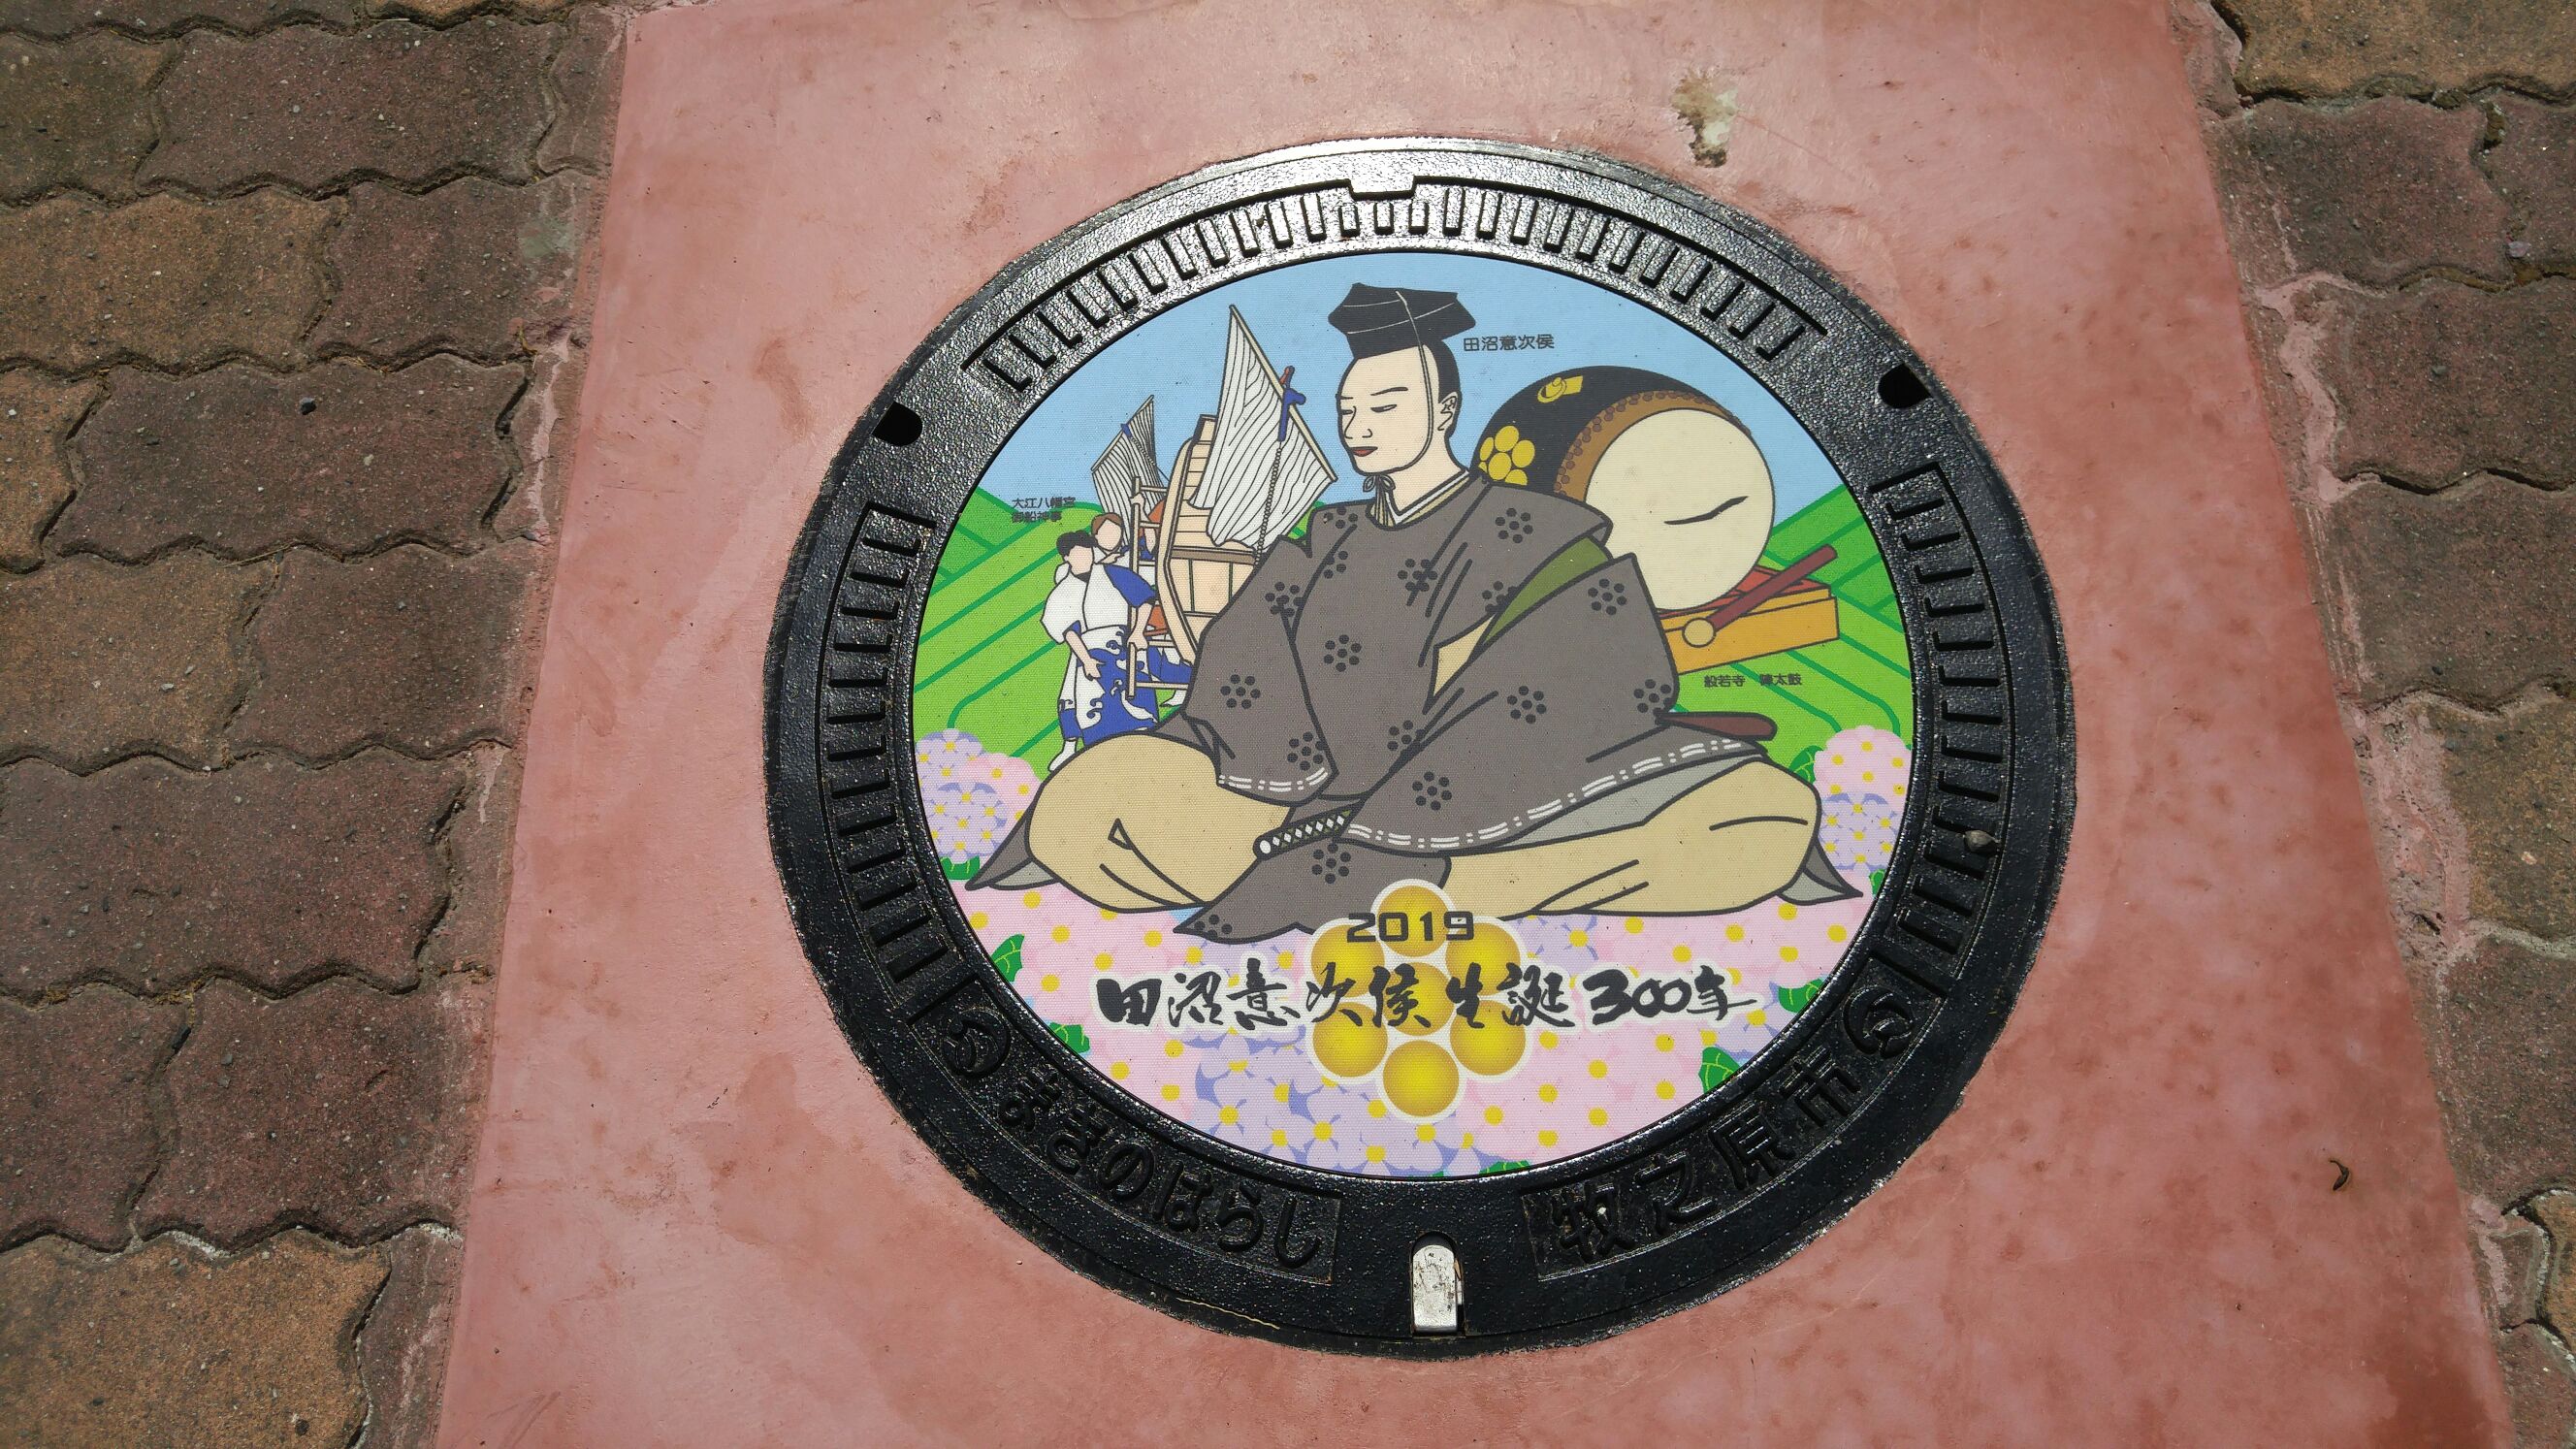 田沼意次侯
大江八幡宮
御船神事
般若寺 陣太鼓
2019
田沼意次侯 生誕300年
まきのはらし
牧之原市